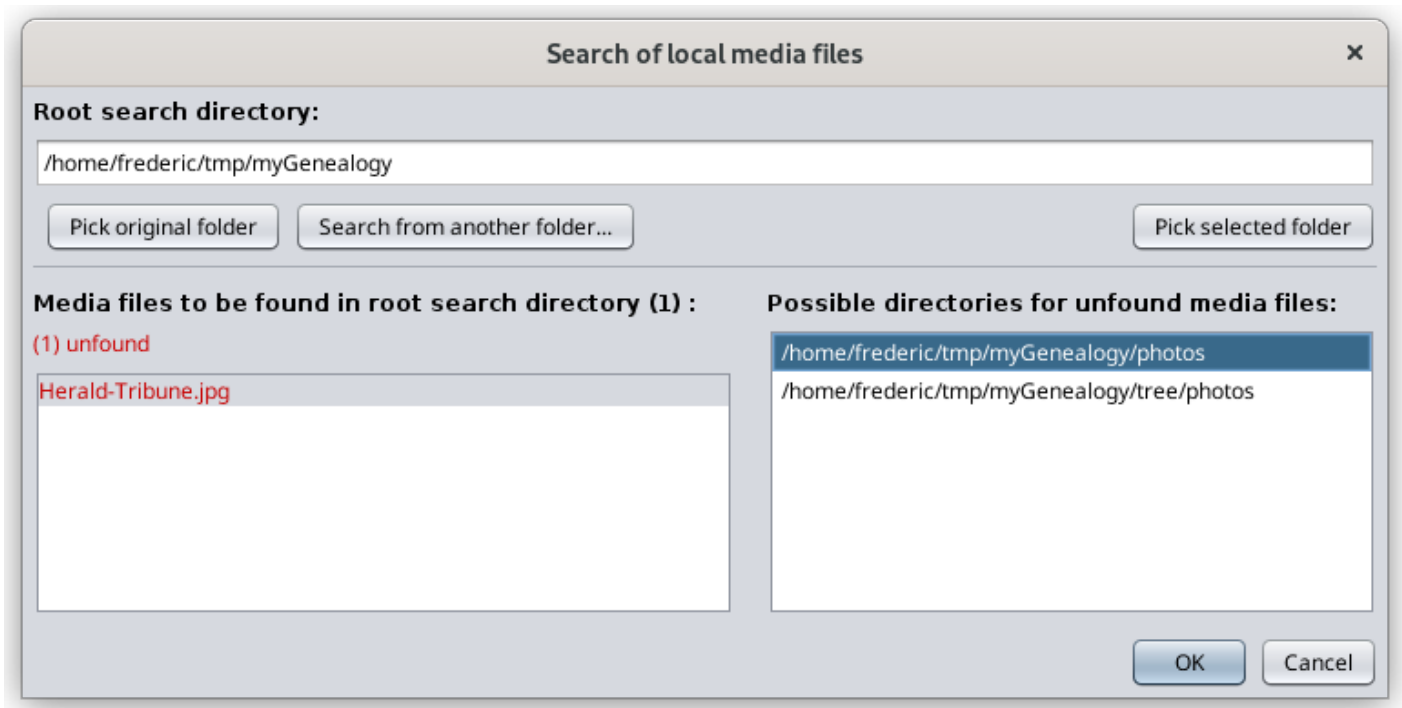 Search of local media files
Root search directory:
/home/frederic/tmp/myGenealogy
Pick original folder
Search from another folder...
Pick selected folder
Media files to be found in root search directory (1) :
(1) unfound
Herald-Tribune.jpg
Possible directories for unfound media files:
/home/frederic/tmp/myGenealogy/photos
/home/frederic/tmp/myGenealogy/tree/photos
OK
Cancel